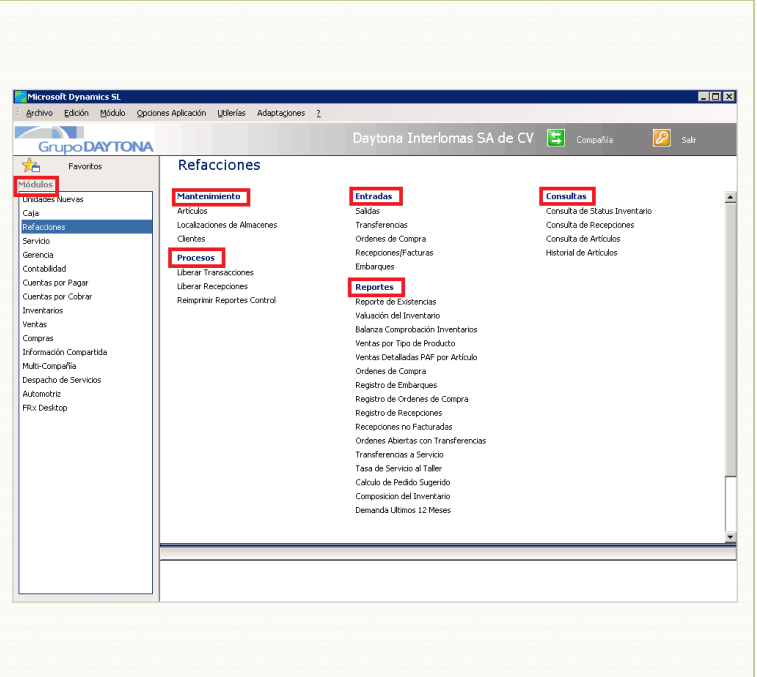 Microsoft Dynamics SL
Archivo Edición Módulo Opciones Aplicación Utilerías Adaptaciones ?
Grupo DAYTONA
Daytona Interlomas SA de CV Compañía Salir
Favoritos
Módulos
Unidades Nuevas
Caja
Refacciones
Servicio
Gerencia
Contabilidad
Cuentas por Pagar
Cuentas por Cobrar
Inventarios
Ventas
Compras
Información Compartida
Multi-Compañía
Despacho de Servicios
Automotriz
FRx Desktop
Refacciones
Mantenimiento
Artículos
Localizaciones de Almacenes
Clientes
Procesos
Liberar Transacciones
Liberar Recepciones
Reimprimir Reportes Control
Entradas
Salidas
Transferencias
Ordenes de Compra
Recepciones/Facturas
Embarques
Reportes
Reporte de Existencias
Valuación del Inventario
Balanza Comprobación Inventarios
Ventas por Tipo de Producto
Ventas Detalladas PAF por Artículo
Ordenes de Compra
Registro de Embarques
Registro de Ordenes de Compra
Registro de Recepciones
Recepciones no Facturadas
Ordenes Abiertas con Transferencias
Transferencias a Servicio
Tasa de Servicio al Taller
Calculo de Pedido Sugerido
Composicion del Inventario
Demanda Ultimos 12 Meses
Consultas
Consulta de Status Inventario
Consulta de Recepciones
Consulta de Artículos
Historial de Artículos